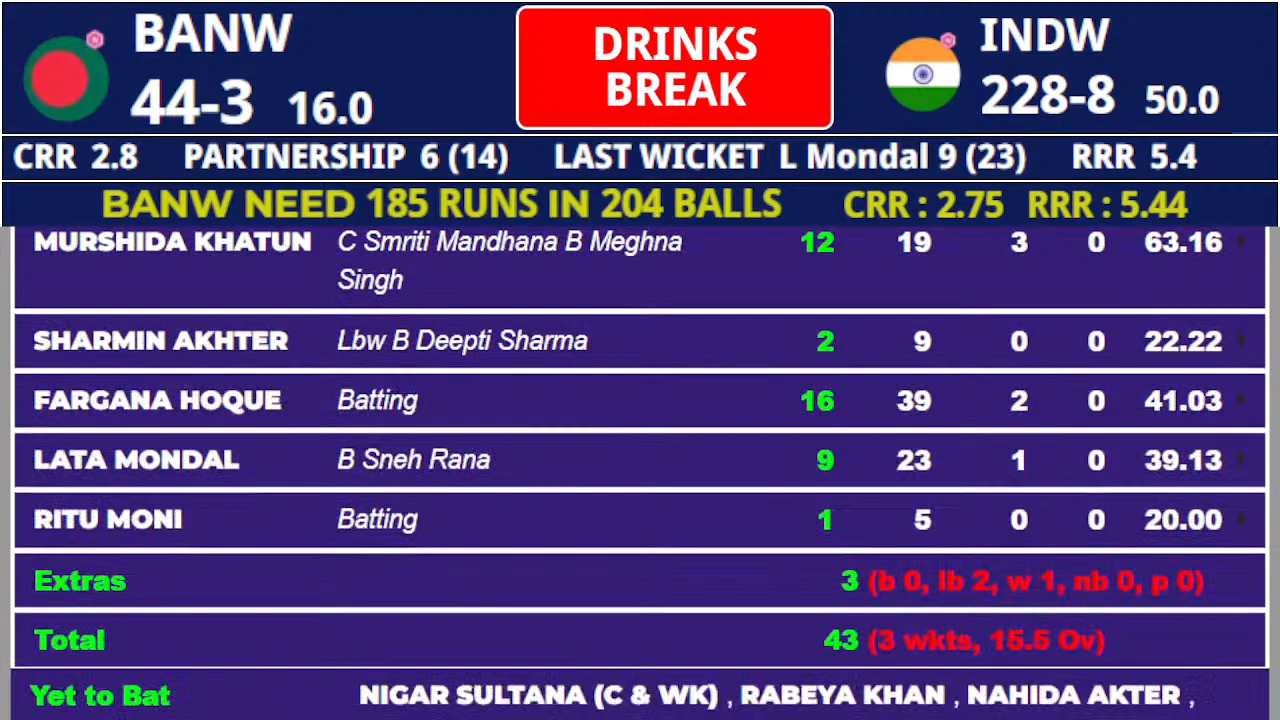 BANW
44-3 16.0
DRINKS
BREAK
INDW
228-8 50.0
CRR 2.8 PARTNERSHIP 6 (14) LAST WICKET L Mondal 9 (23) RRR 5.4
BANW NEED 185 RUNS IN 204 BALLS CRR : 2.75 RRR : 5.44
MURSHIDA KHATUN C Smriti Mandhana B Meghna 12 19 3 0 63.16
Singh
SHARMIN AKHTER Lbw B Deepti Sharma 2 9 0 0 22.22
FARGANA HOQUE Batting 16 39 2 0 41.03
LATA MONDAL B Sneh Rana 9 23 1 0 39.13
RITU MONI Batting 1 5 0 0 20.00
Extras 3 (b 0, lb 2, w 1, nb 0, p 0)
Total 43 (3 wkts, 15.5 Ov)
Yet to Bat NIGAR SULTANA (C & WK) , RABEYA KHAN , NAHIDA AKTER ,